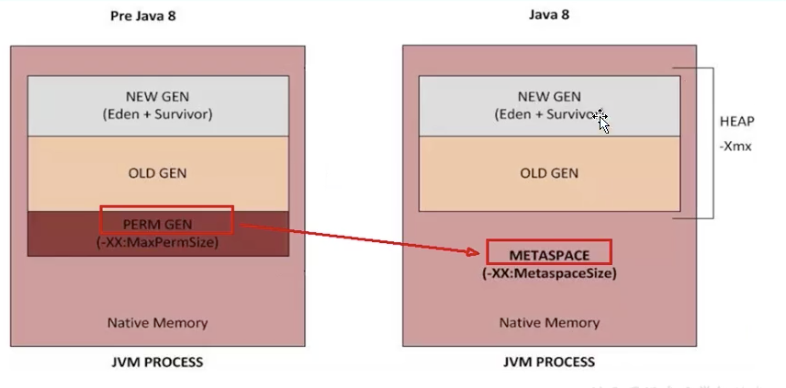 Pre Java 8
Java 8
NEW GEN
(Eden + Survivor)
OLD GEN
PERM GEN
(-XX:MaxPermSize)
Native Memory
JVM PROCESS
NEW GEN
(Eden + Survivor
OLD GEN
HEAP
-Xmx
METASPACE
(-XX:MetaspaceSize)
Native Memory
JVM PROCESS